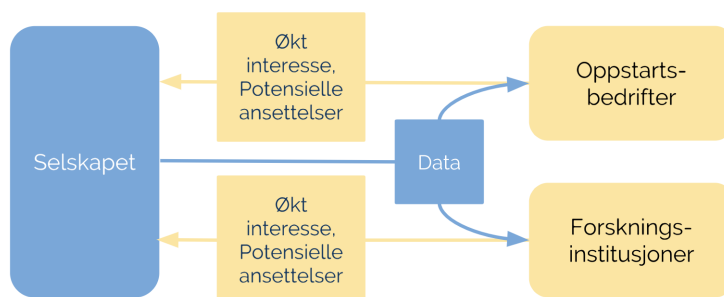 Økt
interesse,
Potensielle
ansettelser
Oppstarts-
bedrifter
Selskapet
Data
Økt
interesse,
Potensielle
ansettelser
Forsknings-
institusjoner